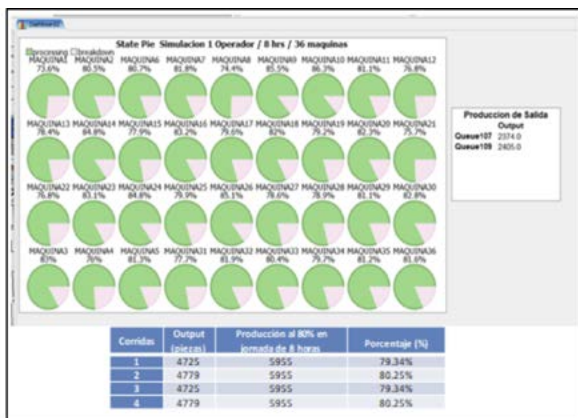 Dashboard2
State Pie Simulacion 1 Operador / 8 hrs / 36 maquinas
processing breakdown
MAQUINA1 MAQUINA2 MAQUINA6 MAQUINA7 MAQUINA8 MAQUINA9 MAQUINA10 MAQUINA11 MAQUINA12
73.6% 80.5% 80.7% 81.8% 74.4% 85.5% 86.3% 81.1% 76.8%
MAQUINA13 MAQUINA14 MAQUINA15 MAQUINA16 MAQUINA17 MAQUINA18 MAQUINA19 MAQUINA20 MAQUINA21
78.4% 84.8% 77.9% 83.2% 79.6% 82% 79.2% 82.3% 75.7%
MAQUINA22 MAQUINA23 MAQUINA24 MAQUINA25 MAQUINA26 MAQUINA27 MAQUINA28 MAQUINA29 MAQUINA30
76.8% 83.1% 84.8% 79.9% 85.1% 78.6% 78.9% 81.1% 82.8%
MAQUINA3 MAQUINA4 MAQUINA5 MAQUINA31 MAQUINA32 MAQUINA33 MAQUINA34 MAQUINA35 MAQUINA36
83% 76% 81.3% 77.7% 81.9% 80.4% 79.7% 81.2% 81.6%
Produccion de Salida
Output
Queue107 2374.0
Queue109 2405.0
Corridas Output (piezas) Producción al 80% en jornada de 8 horas Porcentaje (%)
1 4725 5955 79.34%
2 4779 5955 80.25%
3 4725 5955 79.34%
4 4779 5955 80.25%